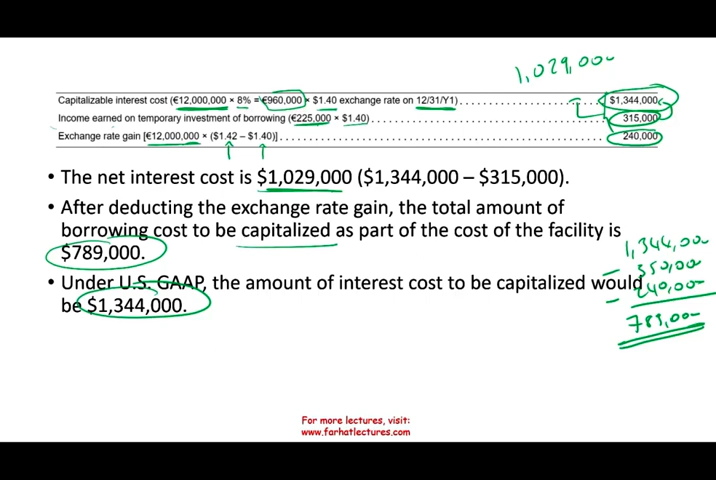 1,029,000
Capitalizable interest cost (€12,000,000 × 8% = €960,000 × $1.40 exchange rate on 12/31/Y1) $1,344,000
Income earned on temporary investment of borrowing (€225,000 × $1.40) 315,000
Exchange rate gain [€12,000,000 × ($1.42 – $1.40)] 240,000
• The net interest cost is $1,029,000 ($1,344,000 – $315,000).
• After deducting the exchange rate gain, the total amount of
borrowing cost to be capitalized as part of the cost of the facility is
$789,000.
1,344,000
– 350,000
• Under U.S. GAAP, the amount of interest cost to be capitalized would
be $1,344,000.
– 240,000
789,000
For more lectures, visit:
www.farhatlectures.com